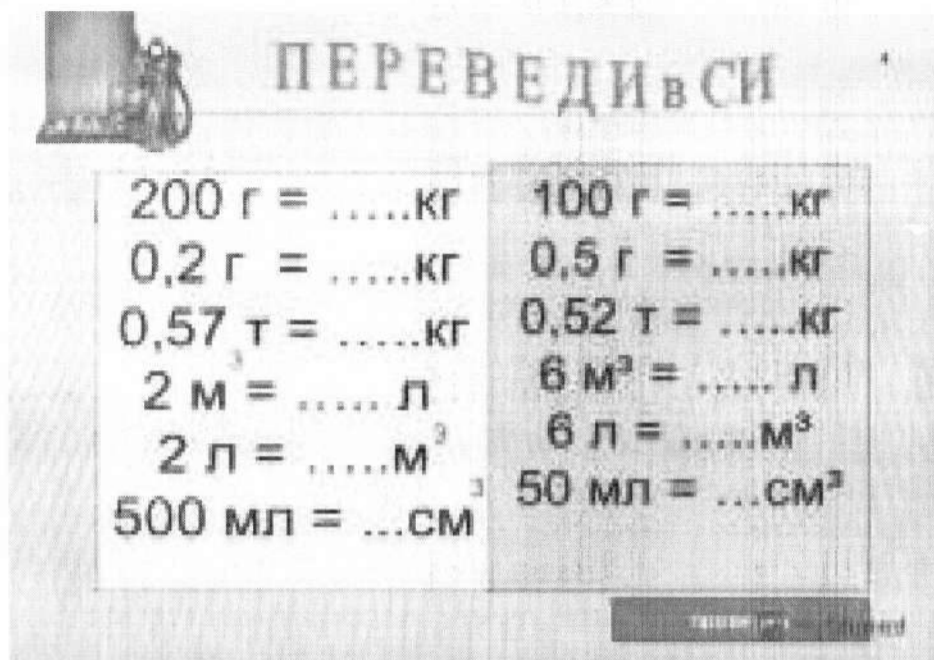 ПЕРЕВЕДИ в СИ
200 г = .....кг
0,2 г = .....кг
0,57 т = .....кг
2 м³ = ..... л
2 л = .....м³
500 мл = ...см³
100 г = .....кг
0,5 г = .....кг
0,52 т = .....кг
6 м³ = ..... л
6 л = .....м³
50 мл = ...см³